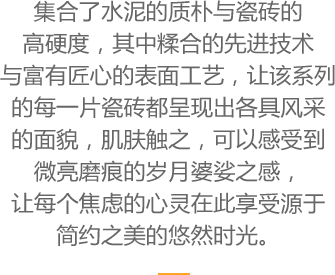 集合了水泥的质朴与瓷砖的
高硬度，其中糅合的先进技术
与富有匠心的表面工艺，让该系列
的每一片瓷砖都呈现出各具风采
的面貌，肌肤触之，可以感受到
微亮磨痕的岁月婆娑之感，
让每个焦虑的心灵在此享受源于
简约之美的悠然时光。